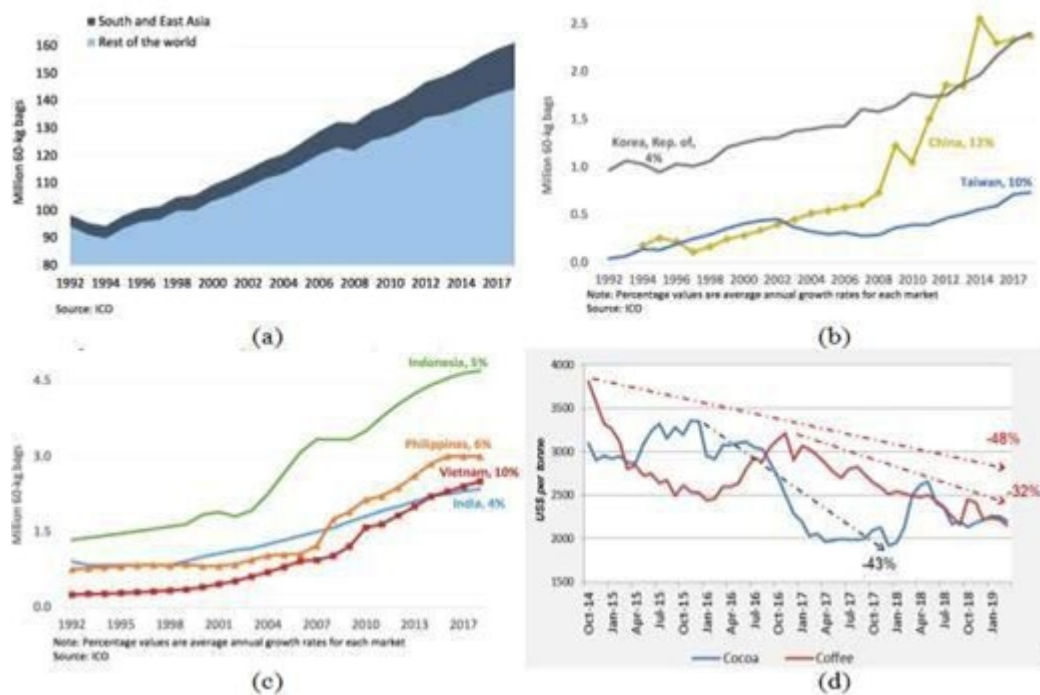 South and East Asia
Rest of the world
Million 60-kg bags
160
150
140
130
120
110
100
90
80
1992 1994 1996 1998 2000 2002 2004 2006 2008 2010 2012 2014 2015 2017
Source: ICO
(a)
Million 60-kg bags
2.5
2.0
1.5
1.0
0.5
0.0
Korea, Rep. of,
4%
China, 12%
Taiwan, 10%
1992 1994 1996 1998 2000 2002 2004 2006 2008 2010 2012 2014 2017
Note: Percentage values are average annual growth rates for each market
Source: ICO
(b)
Million 60-kg bags
4.5
3.0
1.5
0.0
Indonesia, 5%
Philippines, 6%
Vietnam, 10%
India, 4%
1992 1995 1998 2001 2004 2007 2010 2013 2017
Note: Percentage values are average annual growth rates for each market
Source: ICO
(c)
US$ per tonne
4000
3500
3000
2500
2000
1500
-48%
-32%
-43%
Oct-14
Jan-15
Apr-15
Jul-15
Oct-15
Jan-16
Apr-16
Jul-16
Oct-16
Jan-17
Apr-17
Jul-17
Oct-17
Jan-18
Apr-18
Jul-18
Oct-18
Jan-19
Cocoa
Coffee
(d)